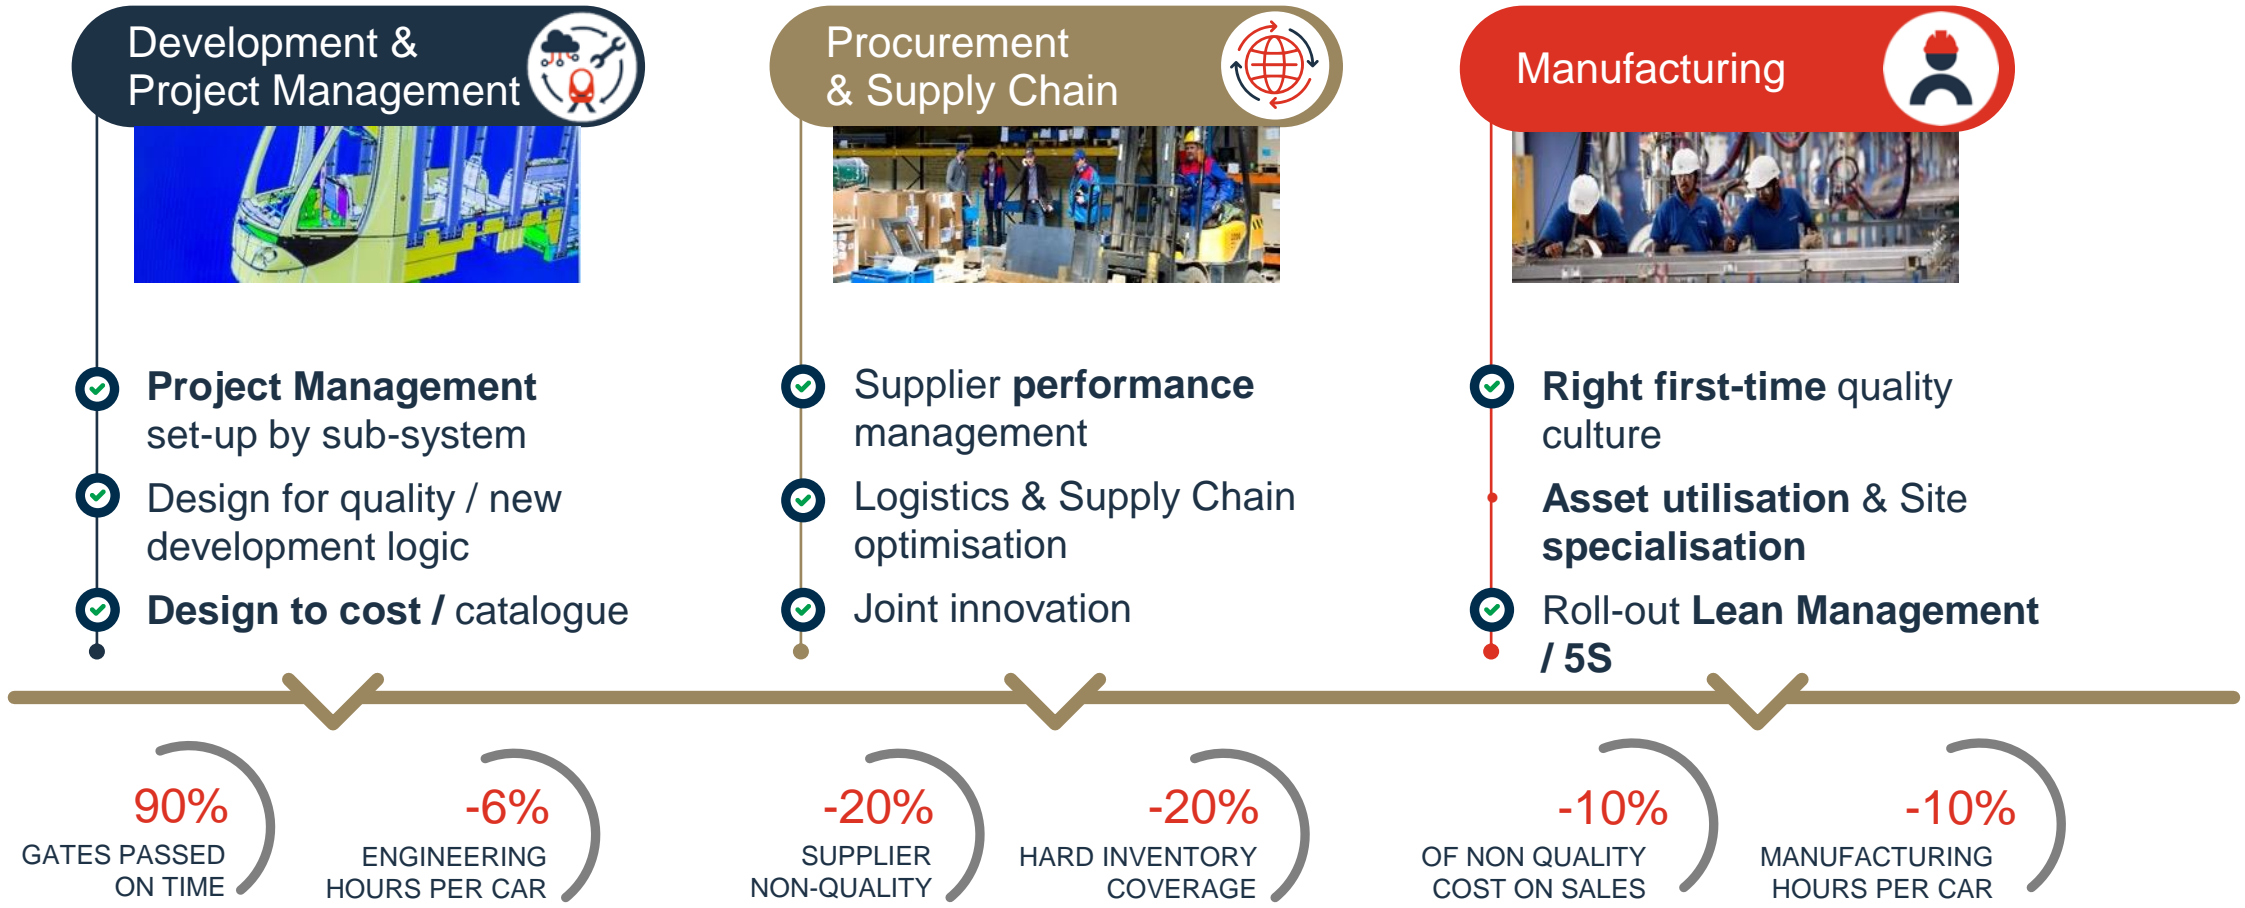 Development &
Project Management
Procurement
& Supply Chain
Manufacturing
Project Management
set-up by sub-system
Design for quality / new
development logic
Design to cost / catalogue
Supplier performance
management
Logistics & Supply Chain
optimisation
Joint innovation
Right first-time quality
culture
Asset utilisation & Site
specialisation
Roll-out Lean Management
/ 5S
90%
GATES PASSED
ON TIME
-6%
ENGINEERING
HOURS PER CAR
-20%
SUPPLIER
NON-QUALITY
-20%
HARD INVENTORY
COVERAGE
-10%
OF NON QUALITY
COST ON SALES
-10%
MANUFACTURING
HOURS PER CAR